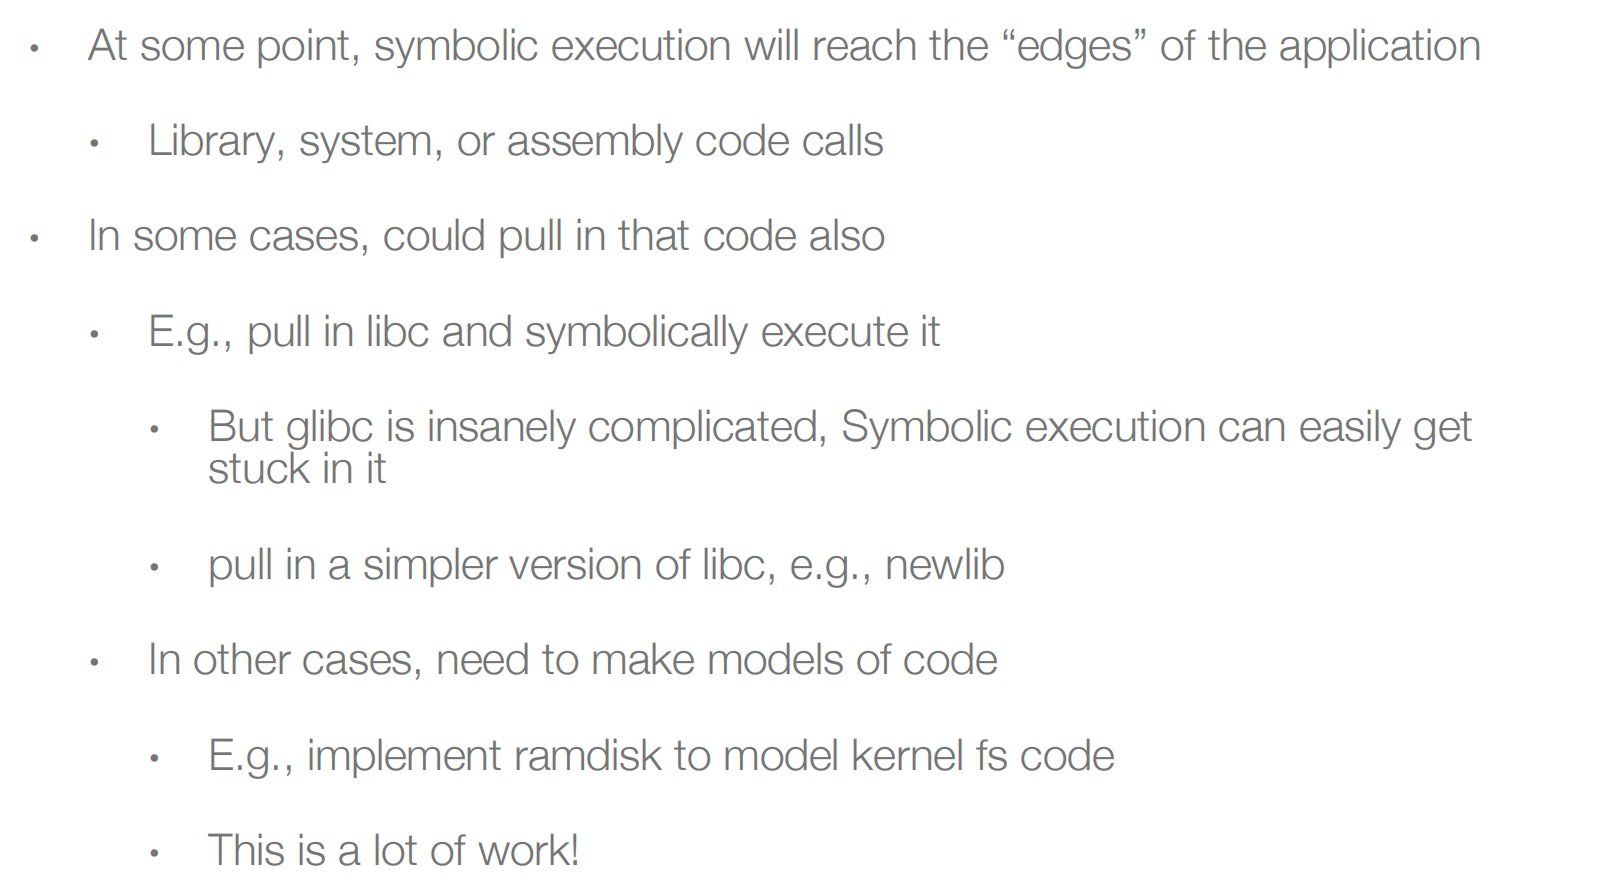 • At some point, symbolic execution will reach the “edges” of the application
• Library, system, or assembly code calls
• In some cases, could pull in that code also
• E.g., pull in libc and symbolically execute it
• But glibc is insanely complicated, Symbolic execution can easily get
stuck in it
• pull in a simpler version of libc, e.g., newlib
• In other cases, need to make models of code
• E.g., implement ramdisk to model kernel fs code
• This is a lot of work!